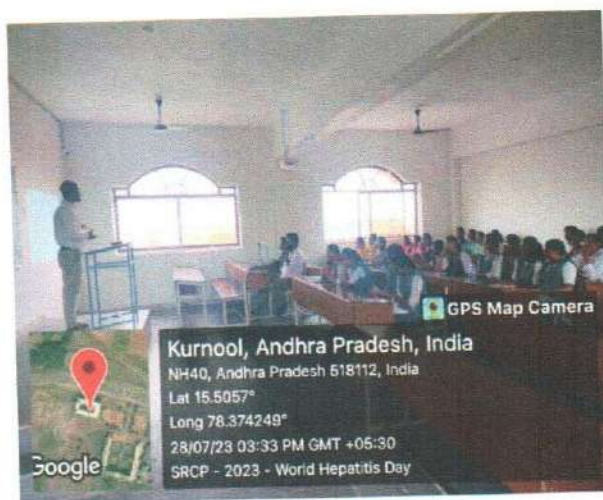 GPS Map Camera
Kurnool, Andhra Pradesh, India
NH40, Andhra Pradesh 518112, India
Lat 15.5057°
Long 78.374249°
28/07/23 03:33 PM GMT +05:30
SRCP - 2023 - World Hepatitis Day
Google